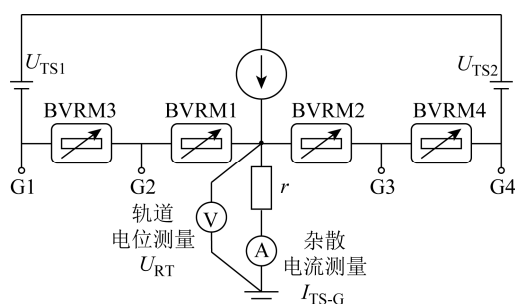 U_TS1
U_TS2
BVRM3
BVRM1
BVRM2
BVRM4
G1
G2
G3
G4
轨道
电位测量
U_RT
V
r
A
杂散
电流测量
I_TS-G